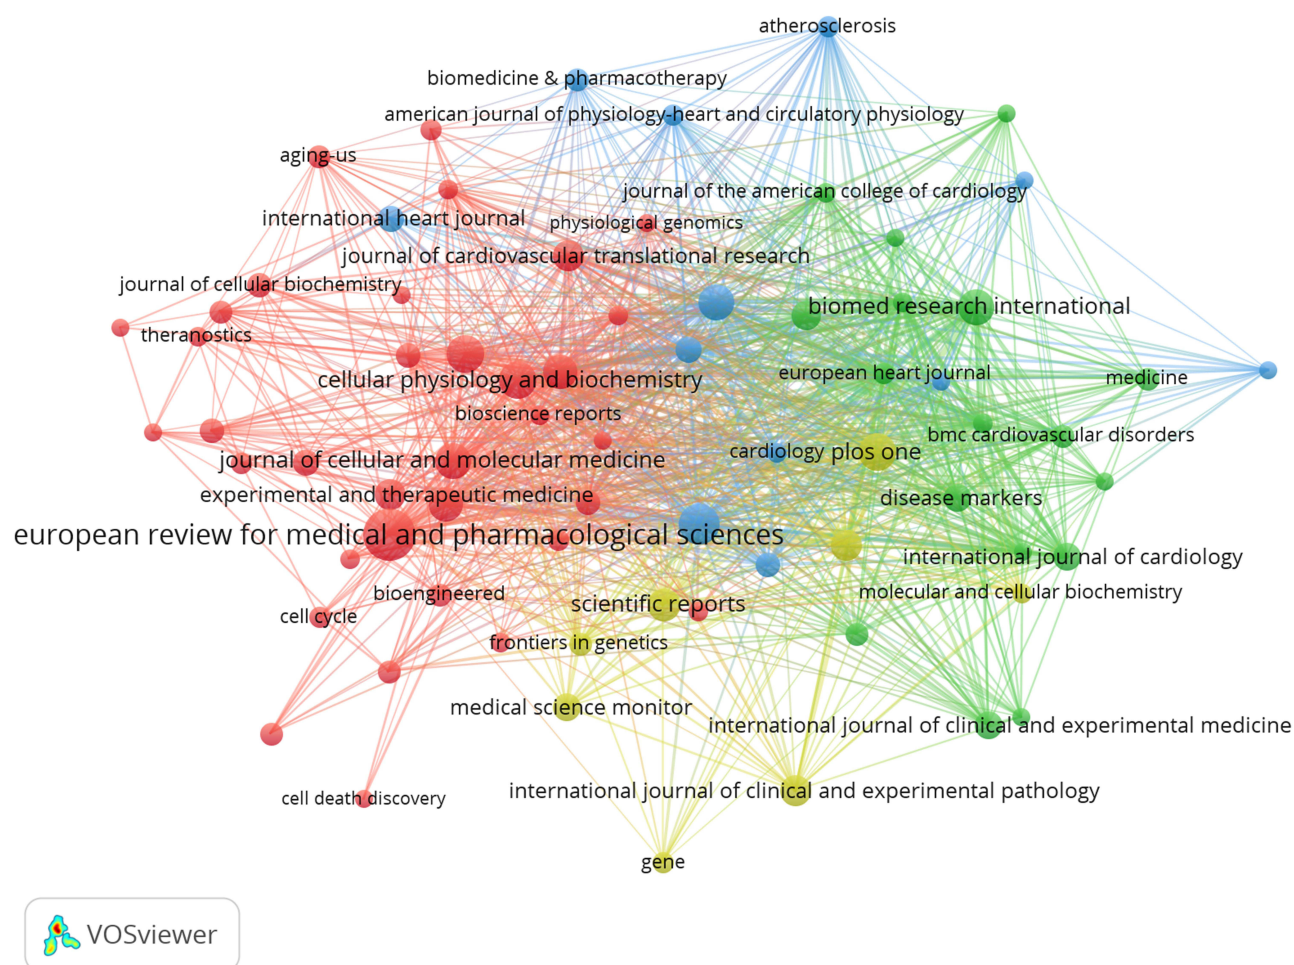 atherosclerosis
biomedicine & pharmacotherapy
american journal of physiology-heart and circulatory physiology
aging-us
journal of the american college of cardiology
international heart journal
physiological genomics
journal of cardiovascular translational research
journal of cellular biochemistry
biomed research international
theranostics
european heart journal
medicine
cellular physiology and biochemistry
bioscience reports
bmc cardiovascular disorders
cardiology
plos one
journal of cellular and molecular medicine
experimental and therapeutic medicine
disease markers
european review for medical and pharmacological sciences
international journal of cardiology
bioengineered
molecular and cellular biochemistry
scientific reports
cell cycle
frontiers in genetics
medical science monitor
international journal of clinical and experimental medicine
international journal of clinical and experimental pathology
cell death discovery
gene
VOSviewer